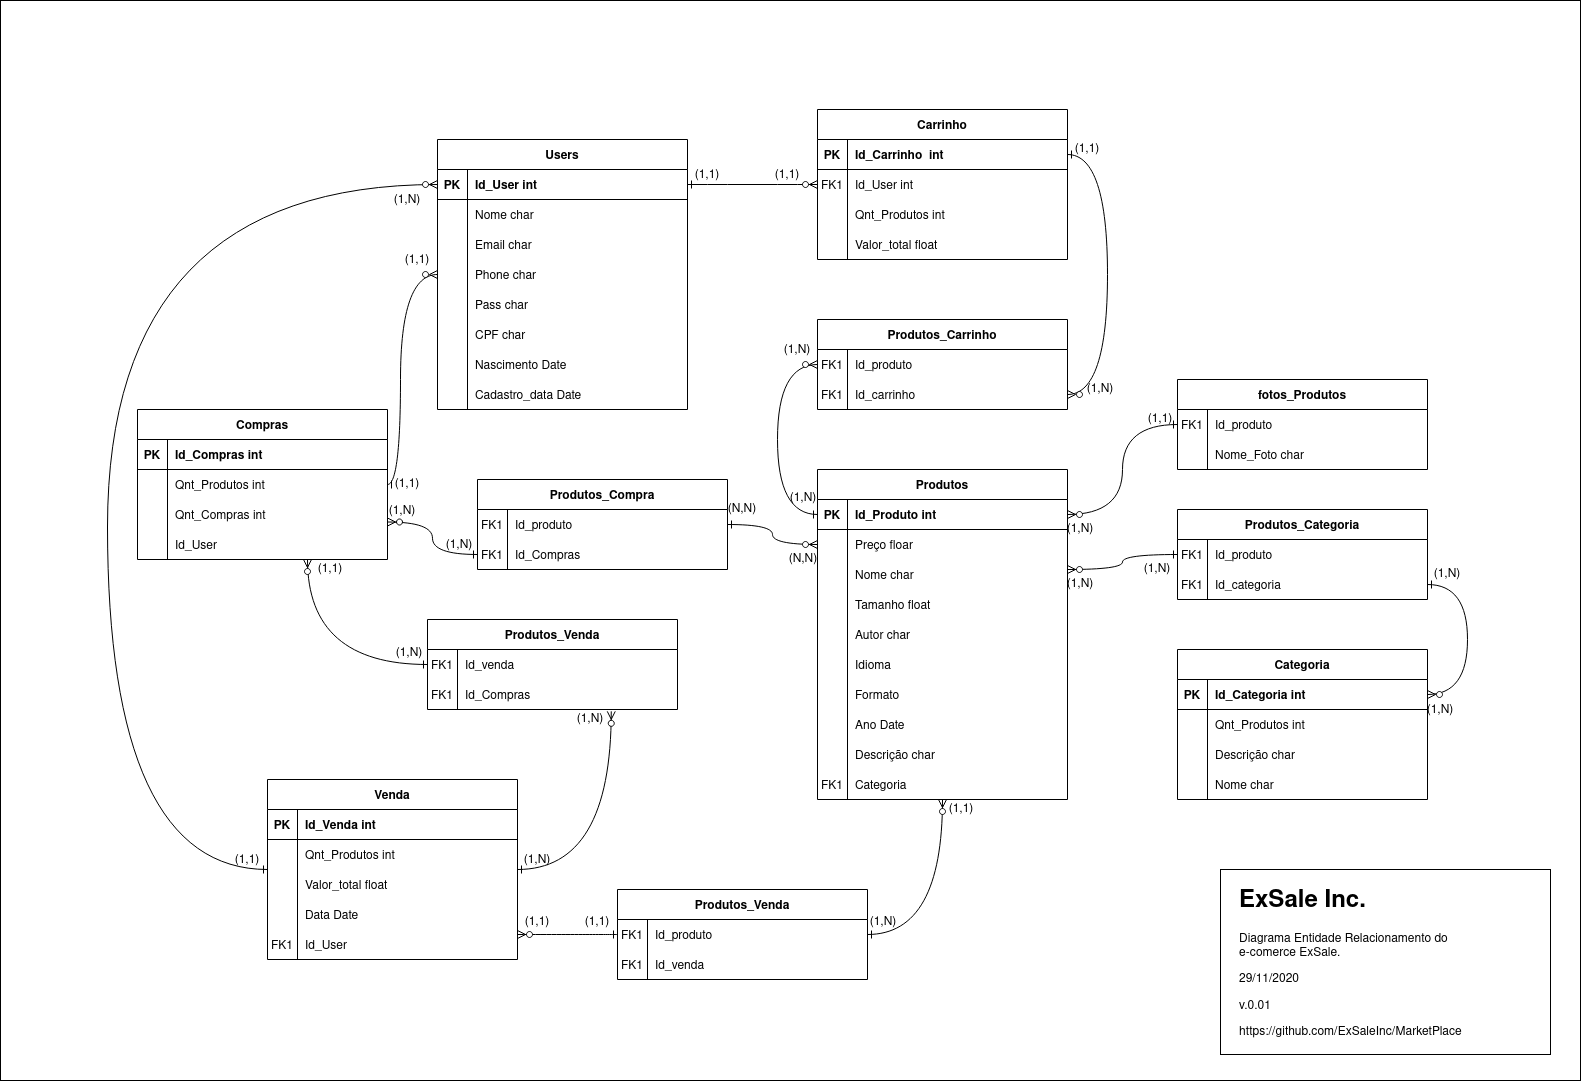 Carrinho
PK Id_Carrinho  int
FK1 Id_User int
Qnt_Produtos int
Valor_total float
(1,1)
(1,N)
Users
PK Id_User int
Nome char
Email char
Phone char
Pass char
CPF char
Nascimento Date
Cadastro_data Date
(1,1)
(1,1)
(1,N)
(1,1)
Produtos_Carrinho
FK1 Id_produto
FK1 Id_carrinho
(1,N)
(1,N)
fotos_Produtos
FK1 Id_produto
Nome_Foto char
(1,1)
(1,N)
Compras
PK Id_Compras int
Qnt_Produtos int
Qnt_Compras int
Id_User
(1,1)
(1,N)
(1,1)
Produtos_Compra
FK1 Id_produto
FK1 Id_Compras
(1,N)
(N,N)
(N,N)
Produtos
PK Id_Produto int
Preço floar
Nome char
Tamanho float
Autor char
Idioma
Formato
Ano Date
Descrição char
FK1 Categoria
(1,N)
(1,1)
Produtos_Categoria
FK1 Id_produto
FK1 Id_categoria
(1,N)
(1,N)
Categoria
PK Id_Categoria int
Qnt_Produtos int
Descrição char
Nome char
(1,N)
Produtos_Venda
FK1 Id_venda
FK1 Id_Compras
(1,N)
(1,N)
Venda
PK Id_Venda int
Qnt_Produtos int
Valor_total float
Data Date
FK1 Id_User
(1,1)
(1,N)
(1,1)
(1,1)
Produtos_Venda
FK1 Id_produto
FK1 Id_venda
(1,N)
ExSale Inc.
Diagrama Entidade Relacionamento do
e-comerce ExSale.
29/11/2020
v.0.01
https://github.com/ExSaleInc/MarketPlace